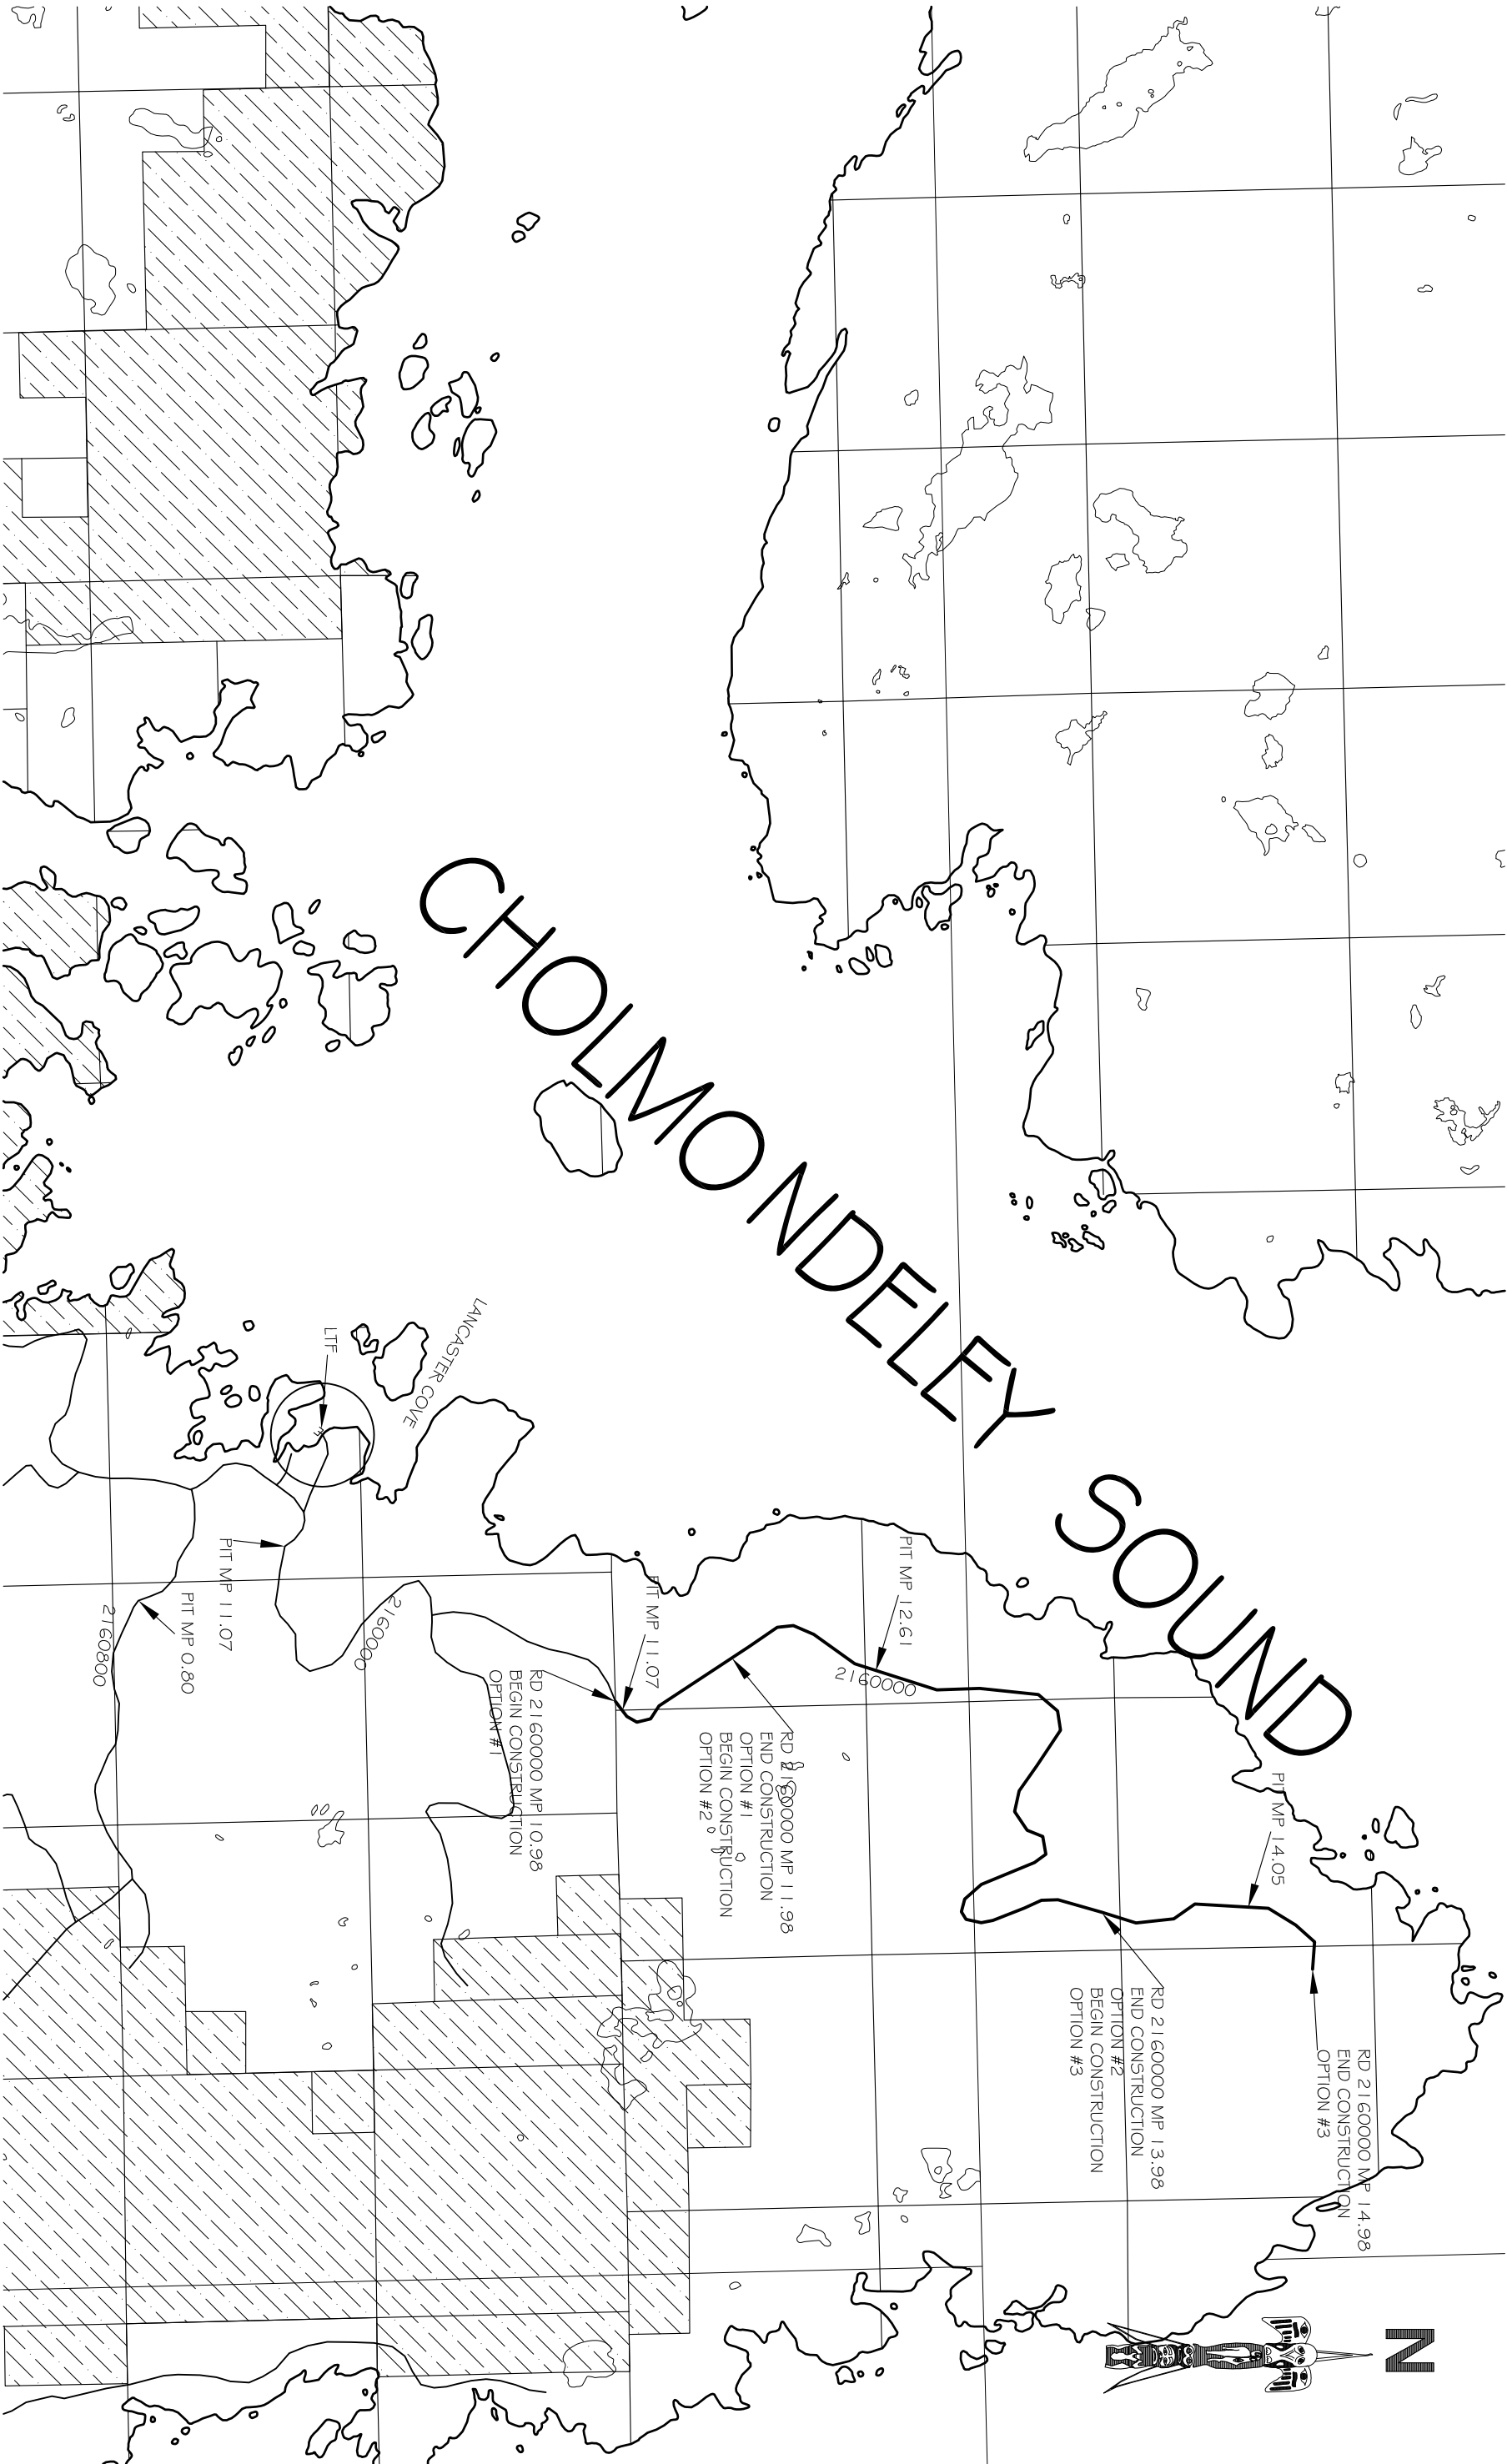 CHOLMONDELEY SOUND
N
LANCASTER COVE
LTF
PIT MP 11.07
PIT MP 0.80
2160800
2160000
PIT MP 11.07
RD 2160000 MP 10.98
BEGIN CONSTRUCTION
OPTION #1
PIT MP 12.61
2160000
RD 2160000 MP 11.98
END CONSTRUCTION
OPTION #1
BEGIN CONSTRUCTION
OPTION #2
PIT MP 14.05
RD 2160000 MP 13.98
END CONSTRUCTION
OPTION #2
BEGIN CONSTRUCTION
OPTION #3
RD 2160000 MP 14.98
END CONSTRUCTION
OPTION #3